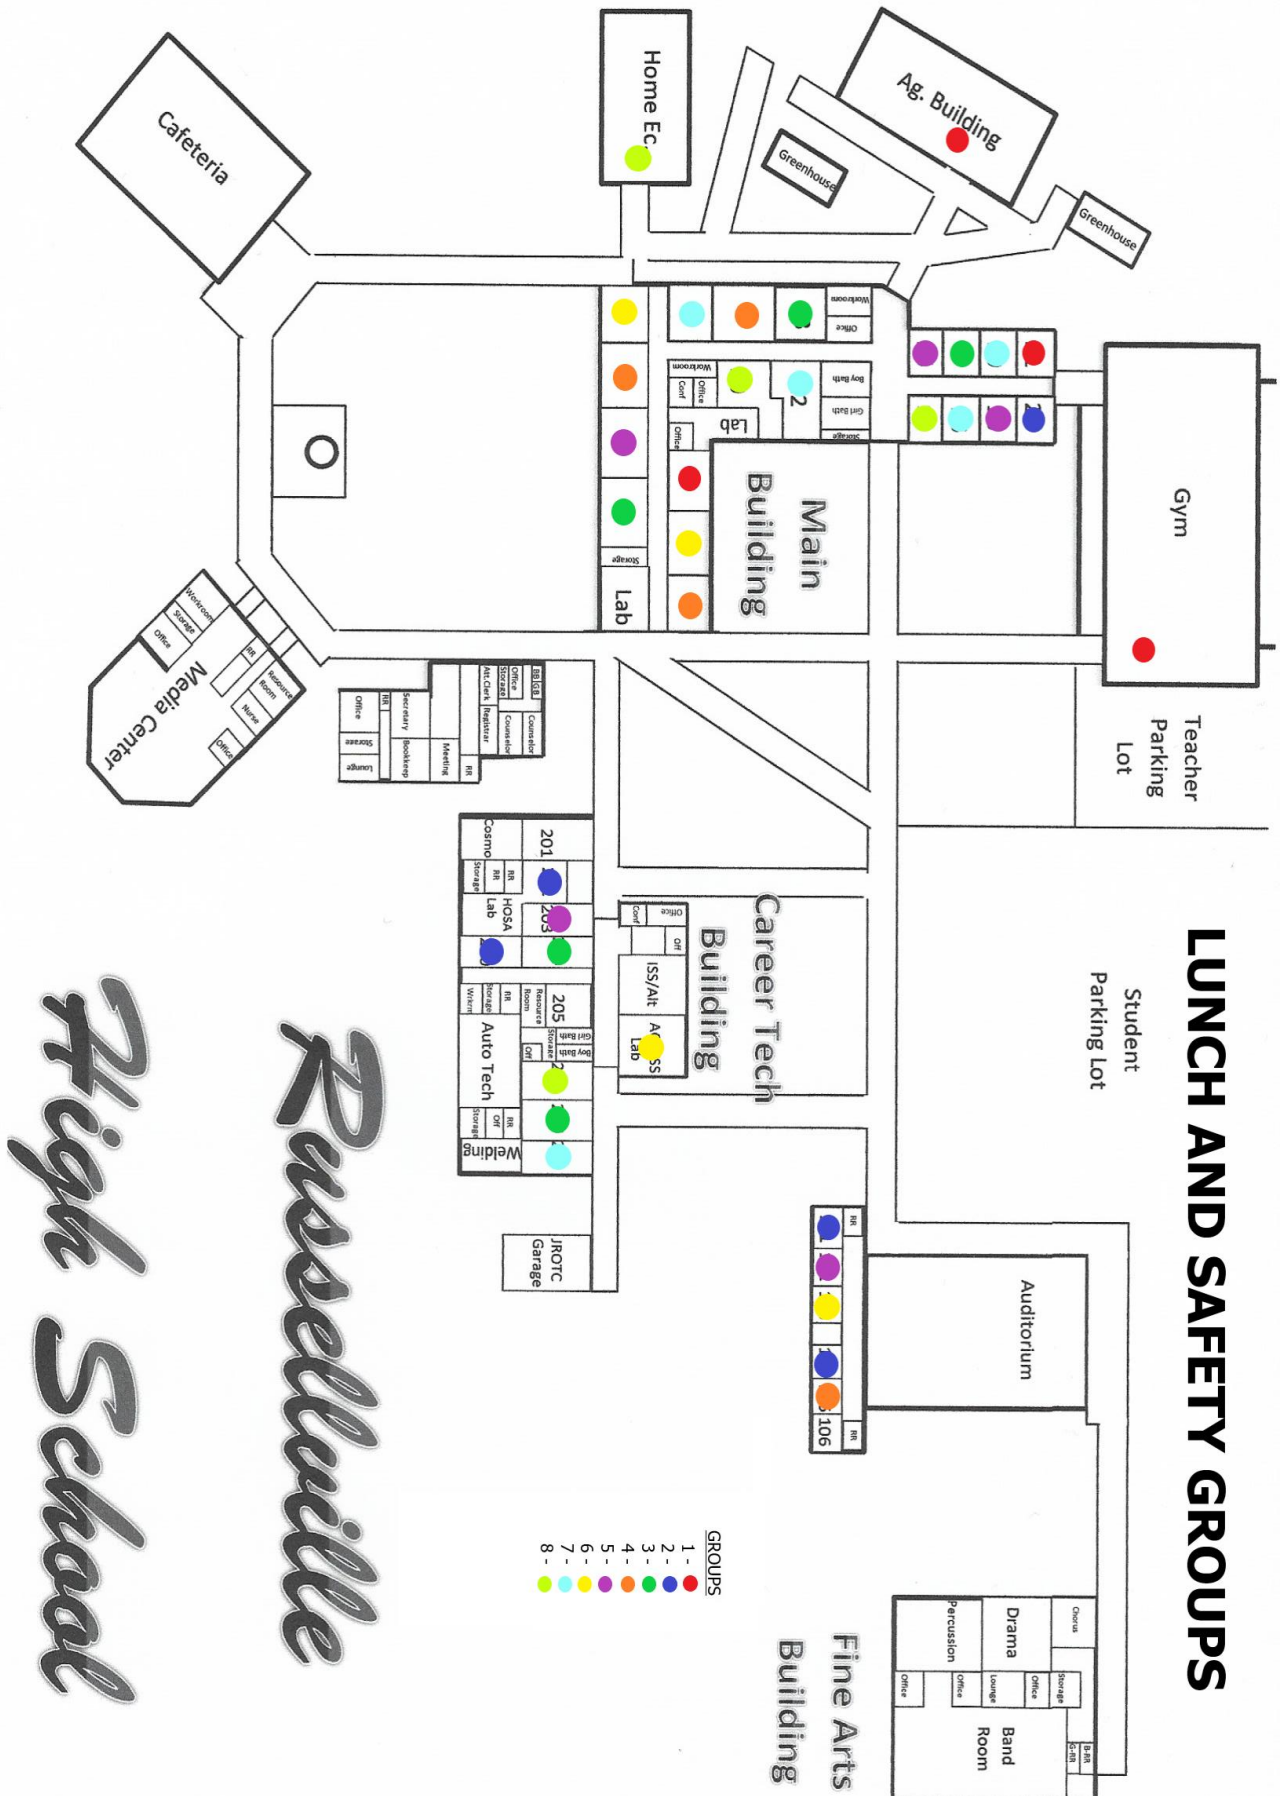 LUNCH AND SAFETY GROUPS
Greenhouse
Ag. Building
Greenhouse
Home Ec.
Cafeteria
Gym
Teacher
Parking
Lot
Student
Parking Lot
Workroom
Office
Boy Bath
Girl Bath
Storage
2
Workroom
Conf
Office
Lab
Office
Main
Building
Storage
Lab
Workroom
Storage
Office
RR
Resource
Room
Nurse
Office
Media Center
BB
GB
Office
Storage
Att.Clerk
Registrar
Counselor
Counselor
Secretary
RR
Office
Bookkeep
Meeting
RR
Storage
Lounge
Career Tech
Building
Office
Conf
Off
ISS/Alt
Lab
201
Cosmo
RR
RR
Storage
203
HOSA
Lab
205
Resource
Room
RR
Storage
Wrkrm
Girl Bath
Boy Bath
Storage
Off
Auto Tech
RR
Off
Storage
Welding
JROTC
Garage
RR
106
RR
Auditorium
Chorus
Drama
Percussion
Storage
Office
Lounge
Office
Office
Band
Room
B-RR
G-RR
Fine Arts
Building
GROUPS
1 -
2 -
3 -
4 -
5 -
6 -
7 -
8 -
Russellville
High School